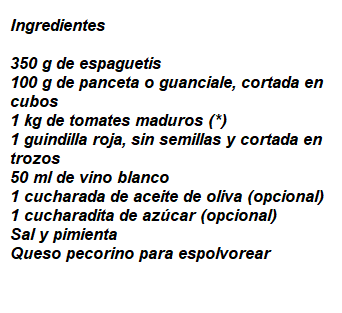 Ingredientes
350 g de espaguetis
100 g de panceta o guanciale, cortada en
cubos
1 kg de tomates maduros (*)
1 guindilla roja, sin semillas y cortada en
trozos
50 ml de vino blanco
1 cucharada de aceite de oliva (opcional)
1 cucharadita de azúcar (opcional)
Sal y pimienta
Queso pecorino para espolvorear